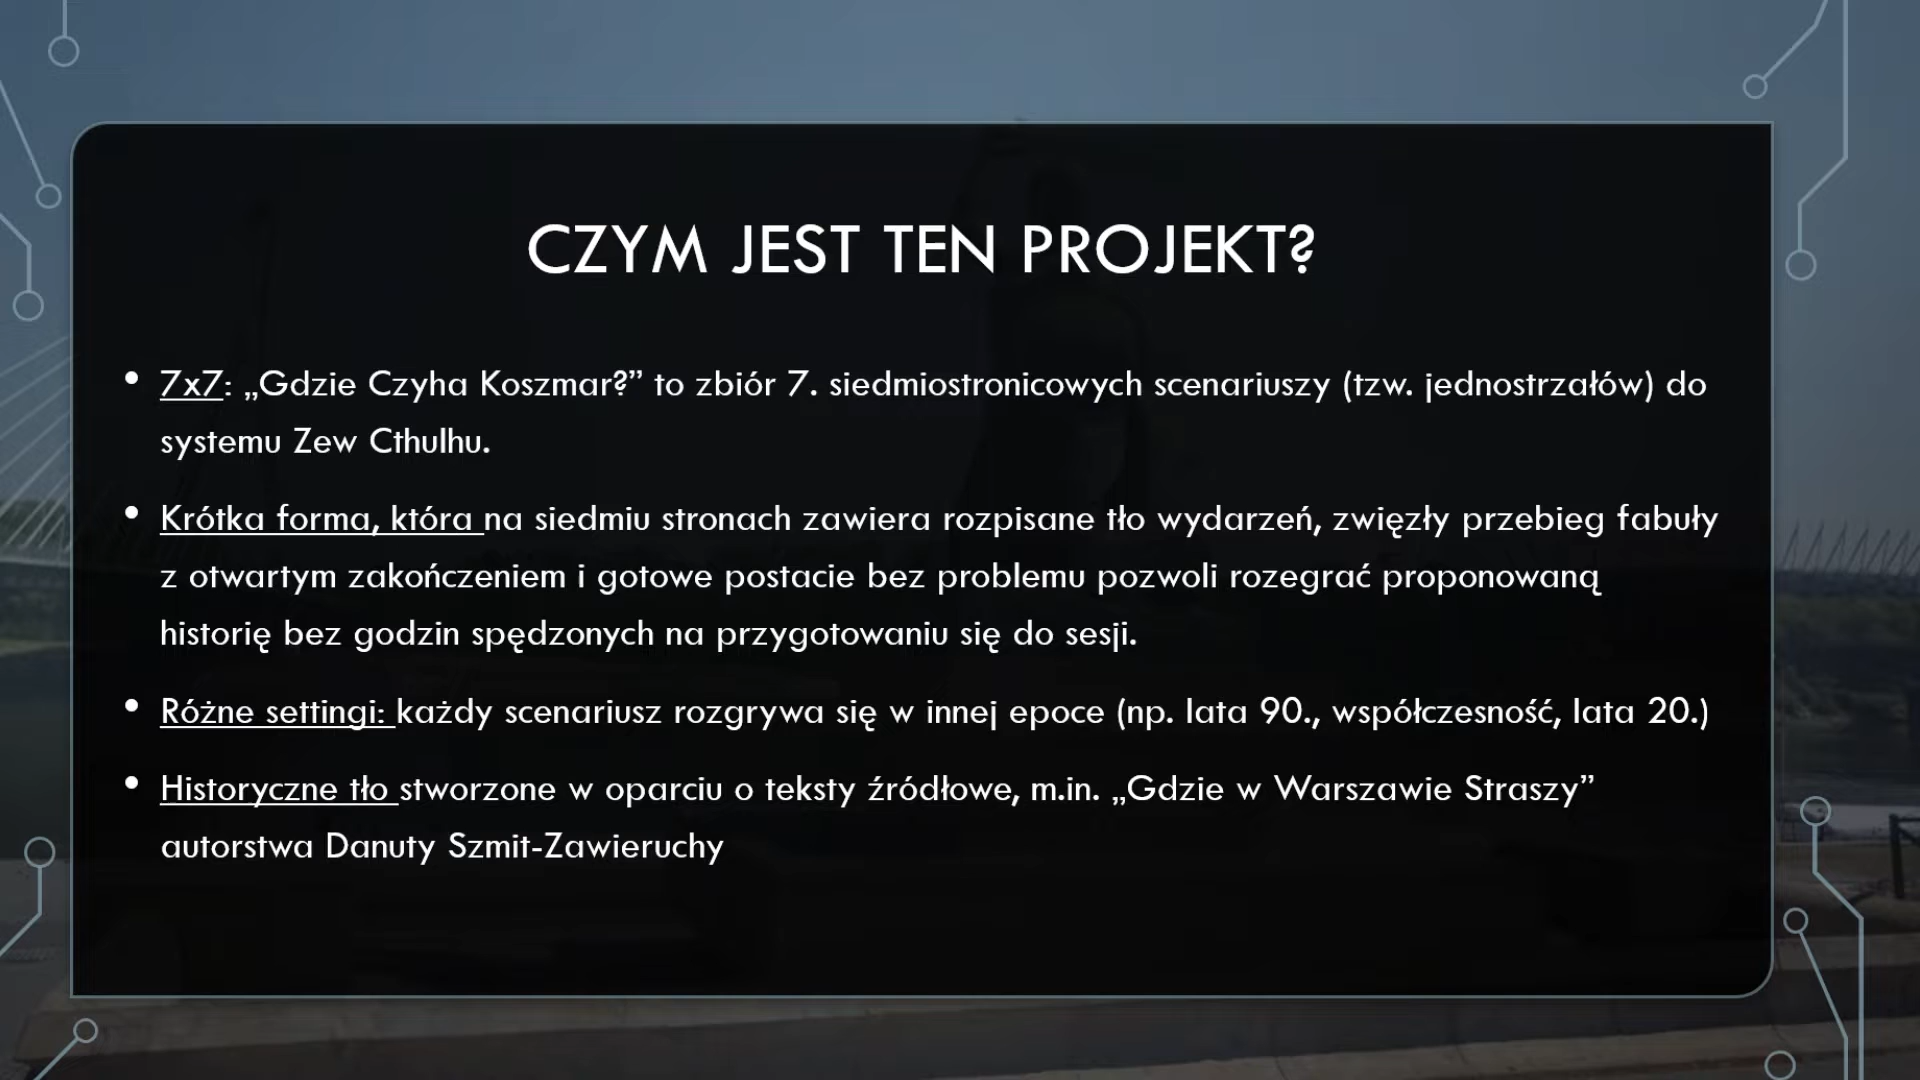 CZYM JEST TEN PROJEKT?
• 7x7: „Gdzie Czyha Koszmar?” to zbiór 7. siedmiostronicowych scenariuszy (tzw. jednostrzałów) do
systemu Zew Cthulhu.
• Krótka forma, która na siedmiu stronach zawiera rozpisane tło wydarzeń, zwięzły przebieg fabuły
z otwartym zakończeniem i gotowe postacie bez problemu pozwoli rozegrać proponowaną
historię bez godzin spędzonych na przygotowaniu się do sesji.
• Różne settingi: każdy scenariusz rozgrywa się w innej epoce (np. lata 90., współczesność, lata 20.)
• Historyczne tło stworzone w oparciu o teksty źródłowe, m.in. „Gdzie w Warszawie Straszy”
autorstwa Danuty Szmit-Zawieruchy